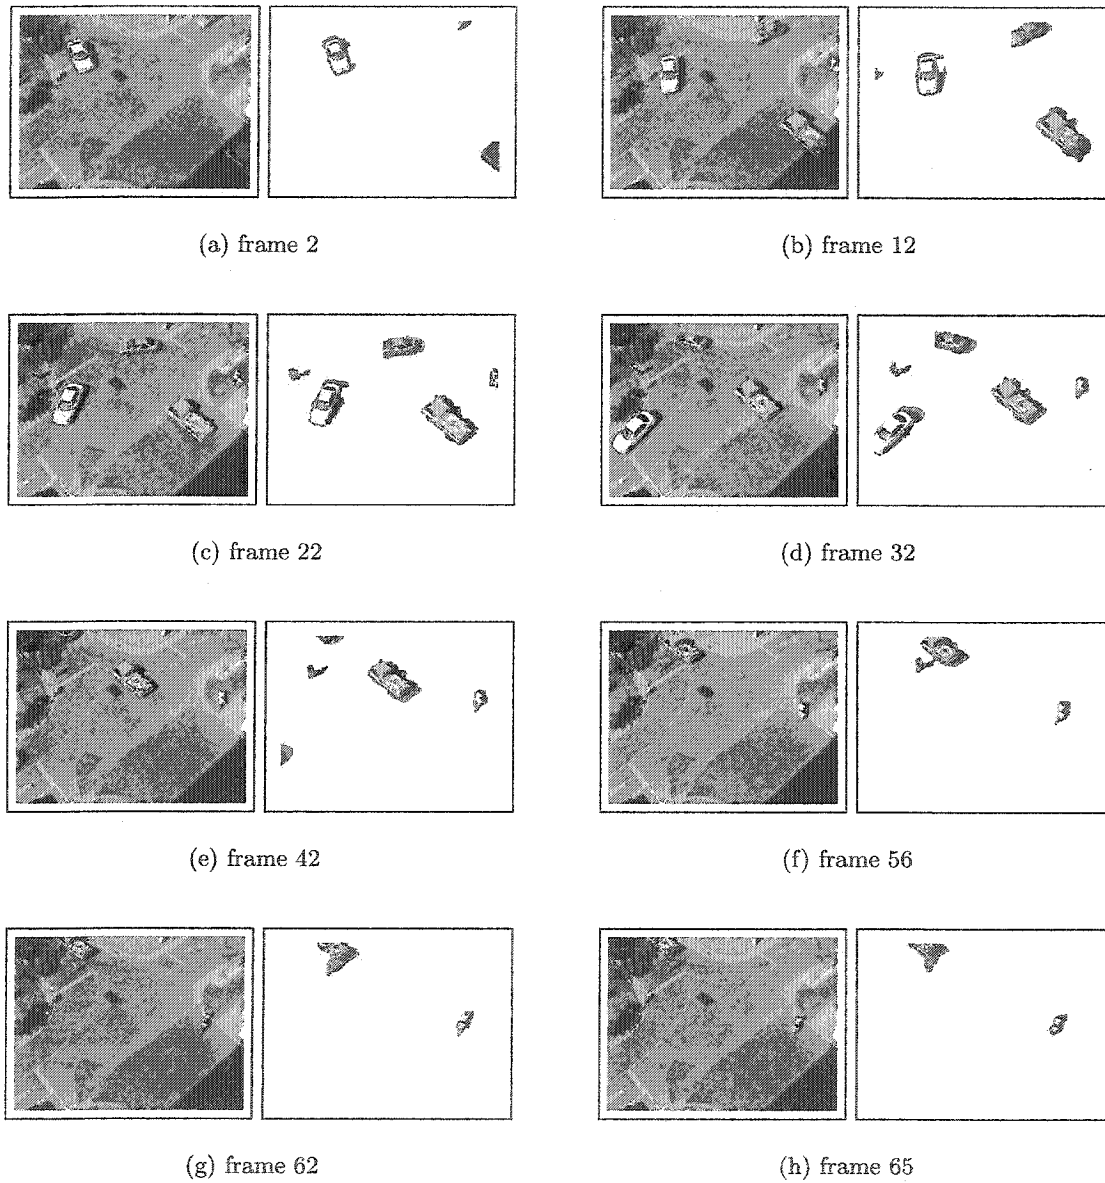 (a) frame 2
(b) frame 12
(c) frame 22
(d) frame 32
(e) frame 42
(f) frame 56
(g) frame 62
(h) frame 65